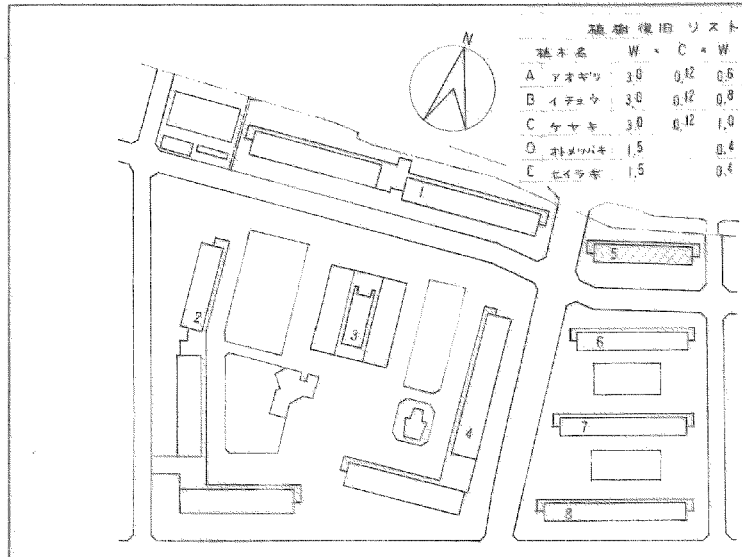 植樹復旧 リスト
植木名 W × C × W
A アオギリ 3.0 0.12 0.6
B イチョウ 3.0 0.12 0.8
C ケヤキ 3.0 0.12 1.0
D オトメツバキ 1.5 0.4
E ヒイラギ 1.5 0.4
N
1
5
2
3
6
4
7
8